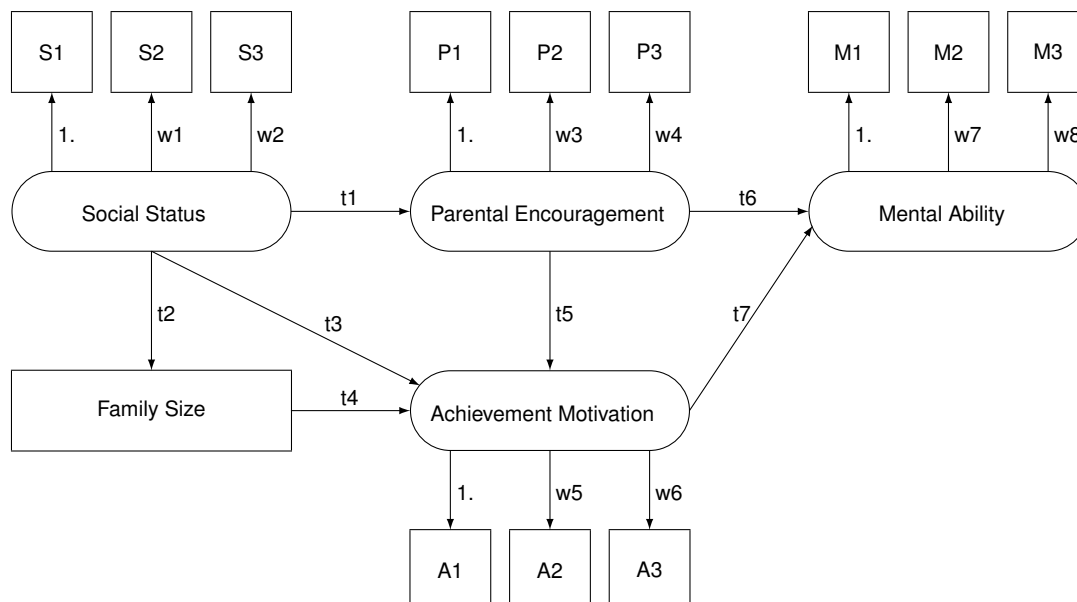 S1 S2 S3 P1 P2 P3 M1 M2 M3
1. w1 w2 1. w3 w4 1. w7 w8
Social Status t1 Parental Encouragement t6 Mental Ability
t2 t3 t5 t7
Family Size t4 Achievement Motivation
1. w5 w6
A1 A2 A3